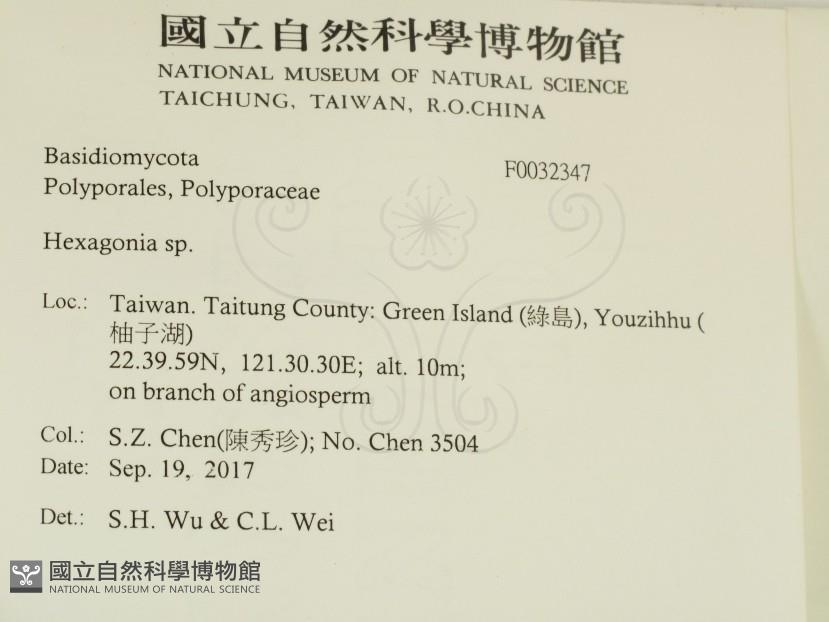 國立自然科學博物館
NATIONAL MUSEUM OF NATURAL SCIENCE
TAICHUNG, TAIWAN, R.O.CHINA
Basidiomycota
F0032347
Polyporales, Polyporaceae
Hexagonia sp.
Loc.: Taiwan. Taitung County: Green Island (綠島), Youzihhu (
柚子湖)
22.39.59N, 121.30.30E; alt. 10m;
on branch of angiosperm
Col.: S.Z. Chen(陳秀珍); No. Chen 3504
Date: Sep. 19, 2017
Det.: S.H. Wu & C.L. Wei
國立自然科學博物館
NATIONAL MUSEUM OF NATURAL SCIENCE